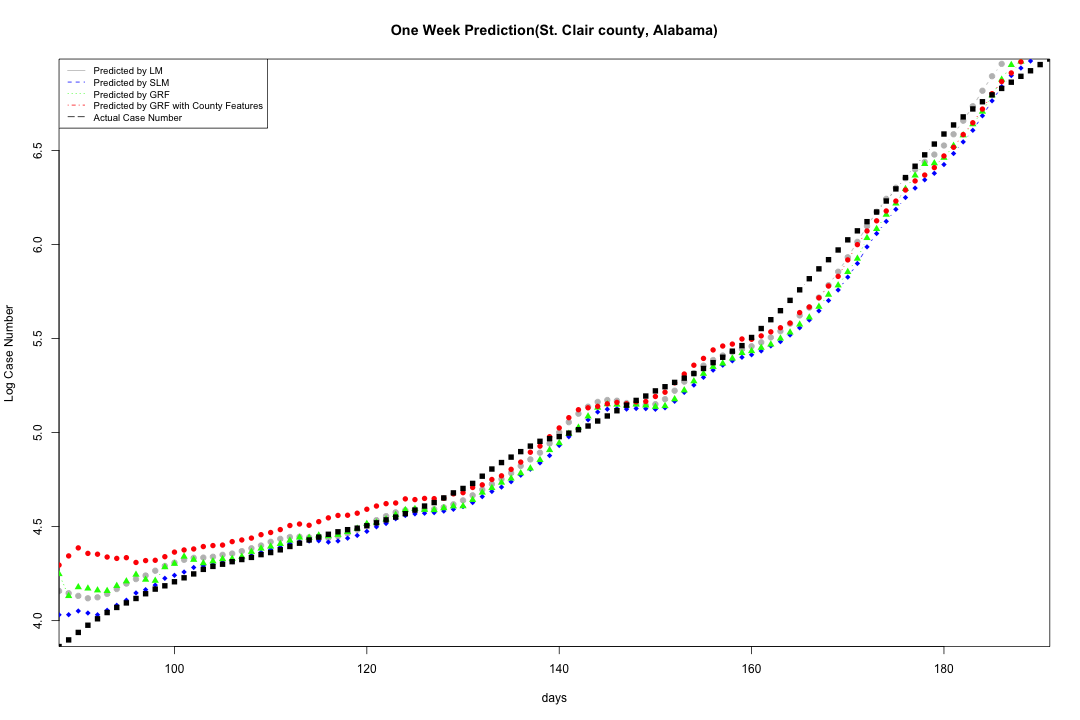 One Week Prediction(St. Clair county, Alabama)
Predicted by LM
Predicted by SLM
Predicted by GRF
Predicted by GRF with County Features
Actual Case Number
6.5
6.0
5.5
5.0
4.5
4.0
Log Case Number
100 120 140 160 180
days